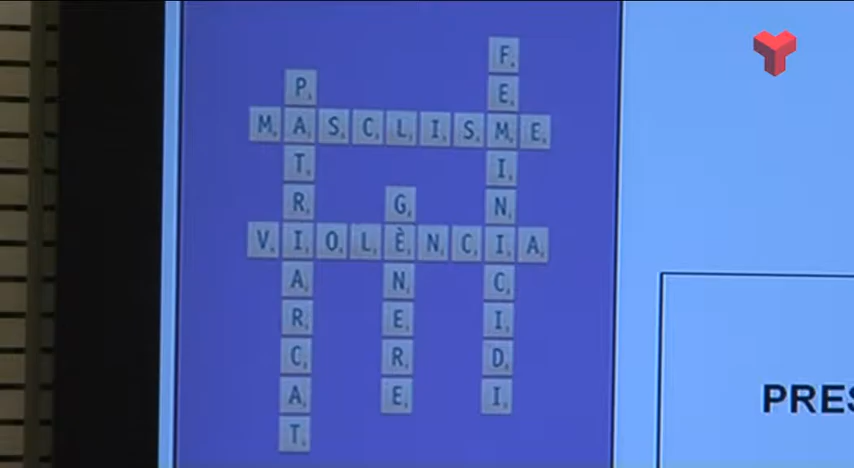 FEMINICIDI
PATRIARCAT
MASCLISME
GÈNERE
VIOLÈNCIA
PRES